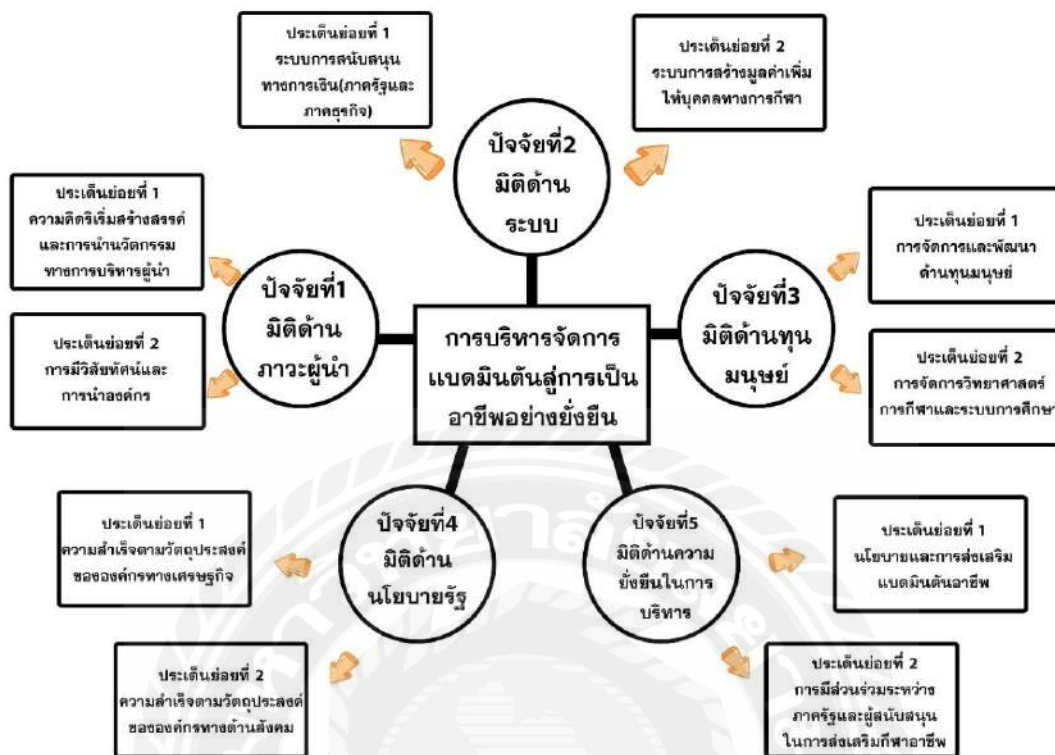 ประเด็นย่อยที่ 1
ระบบการสนับสนุน
ทางการเงิน(ภาครัฐและ
ภาคธุรกิจ)
ประเด็นย่อยที่ 2
ระบบการสร้างมูลค่าเพิ่ม
ให้บุคคลทางการกีฬา
ปัจจัยที่2
มิติด้าน
ระบบ
ประเด็นย่อยที่ 1
ความคิดริเริ่มสร้างสรรค์
และการนำนวัตกรรม
ทางการบริหารผู้นำ
ประเด็นย่อยที่ 2
การมีวิสัยทัศน์และ
การนำองค์กร
ปัจจัยที่1
มิติด้าน
ภาวะผู้นำ
การบริหารจัดการ
แบดมินตันสู่การเป็น
อาชีพอย่างยั่งยืน
ปัจจัยที่3
มิติด้านทุน
มนุษย์
ประเด็นย่อยที่ 1
การจัดการและพัฒนา
ด้านทุนมนุษย์
ประเด็นย่อยที่ 2
การจัดการวิทยาศาสตร์
การกีฬาและระบบการศึกษา
ประเด็นย่อยที่ 1
ความสำเร็จตามวัตถุประสงค์
ขององค์กรทางเศรษฐกิจ
ประเด็นย่อยที่ 2
ความสำเร็จตามวัตถุประสงค์
ขององค์กรทางด้านสังคม
ปัจจัยที่4
มิติด้าน
นโยบายรัฐ
ปัจจัยที่5
มิติด้านความ
ยั่งยืนในการ
บริหาร
ประเด็นย่อยที่ 1
นโยบายและการส่งเสริม
แบดมินตันอาชีพ
ประเด็นย่อยที่ 2
การมีส่วนร่วมระหว่าง
ภาครัฐและผู้สนับสนุน
ในการส่งเสริมกีฬาอาชีพ